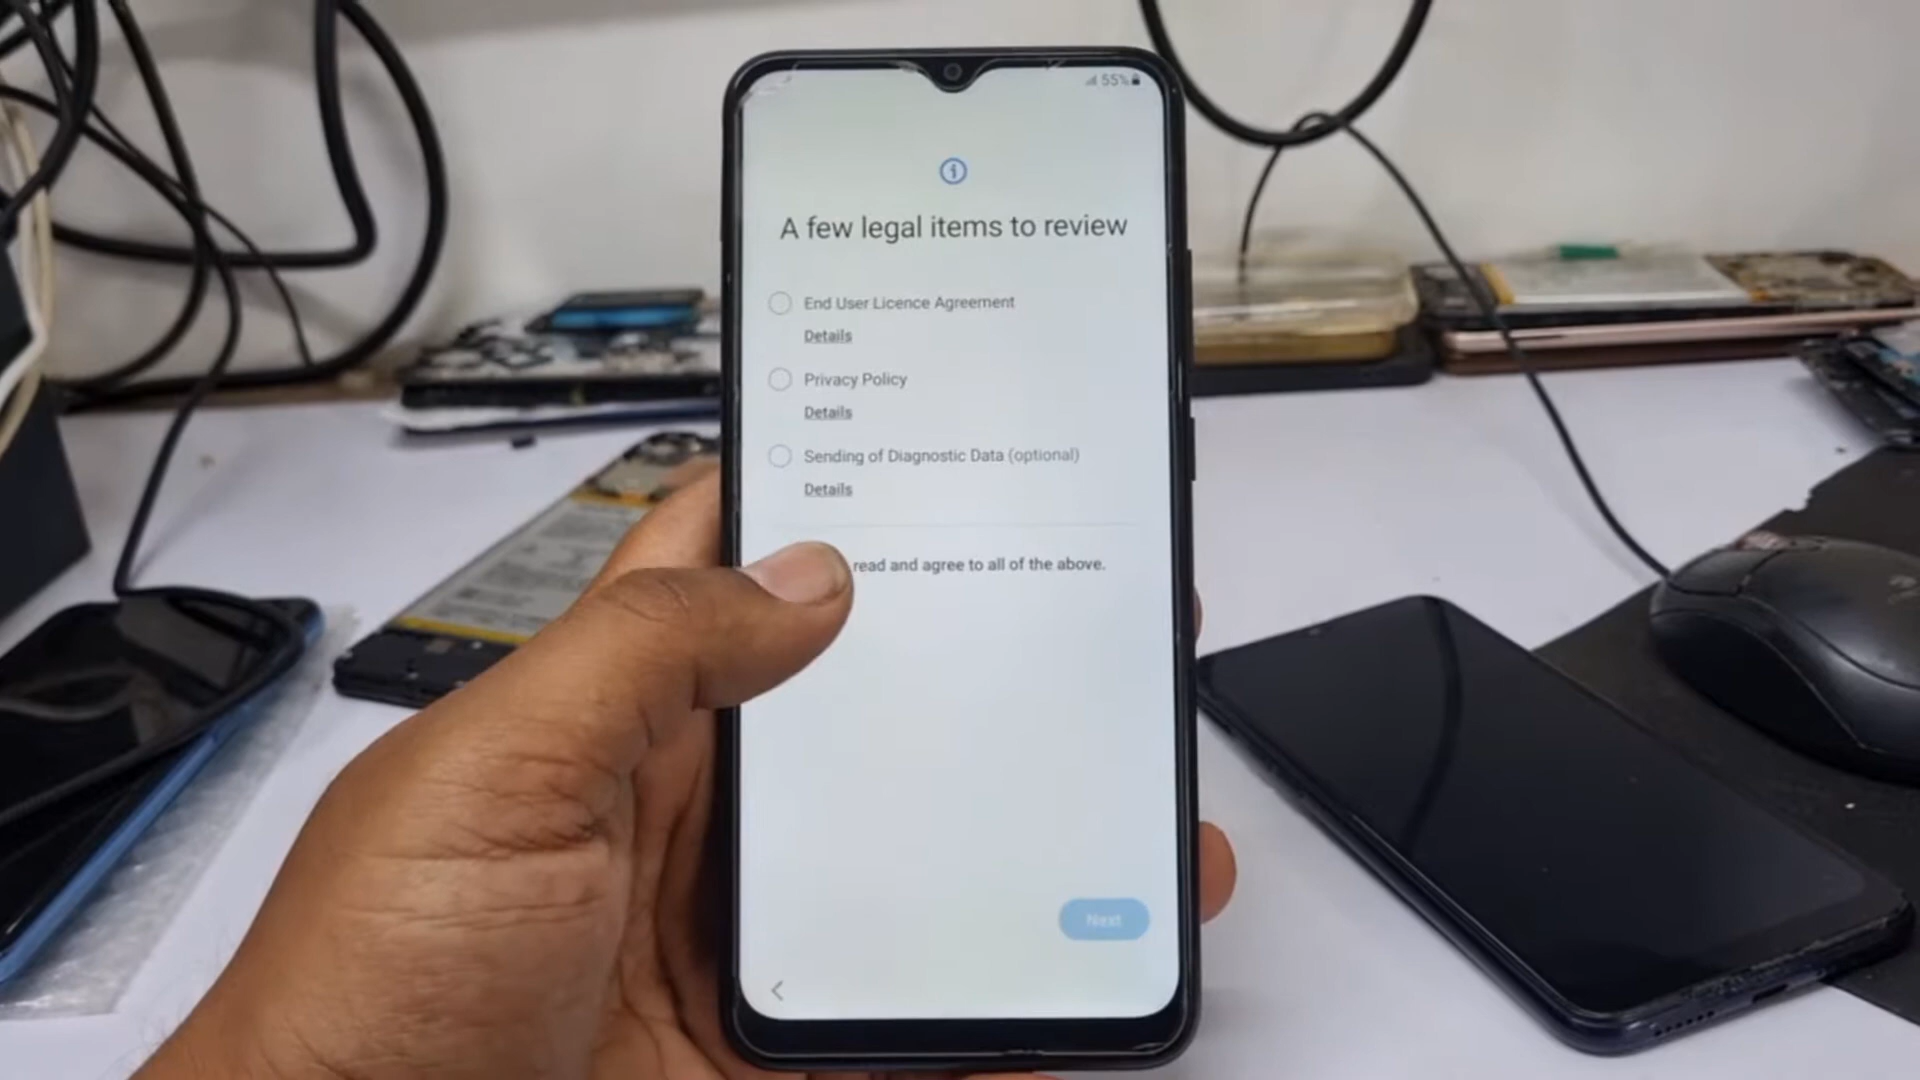 55%
A few legal items to review
End User Licence Agreement
Details
Privacy Policy
Details
Sending of Diagnostic Data (optional)
Details
read and agree to all of the above.
Next